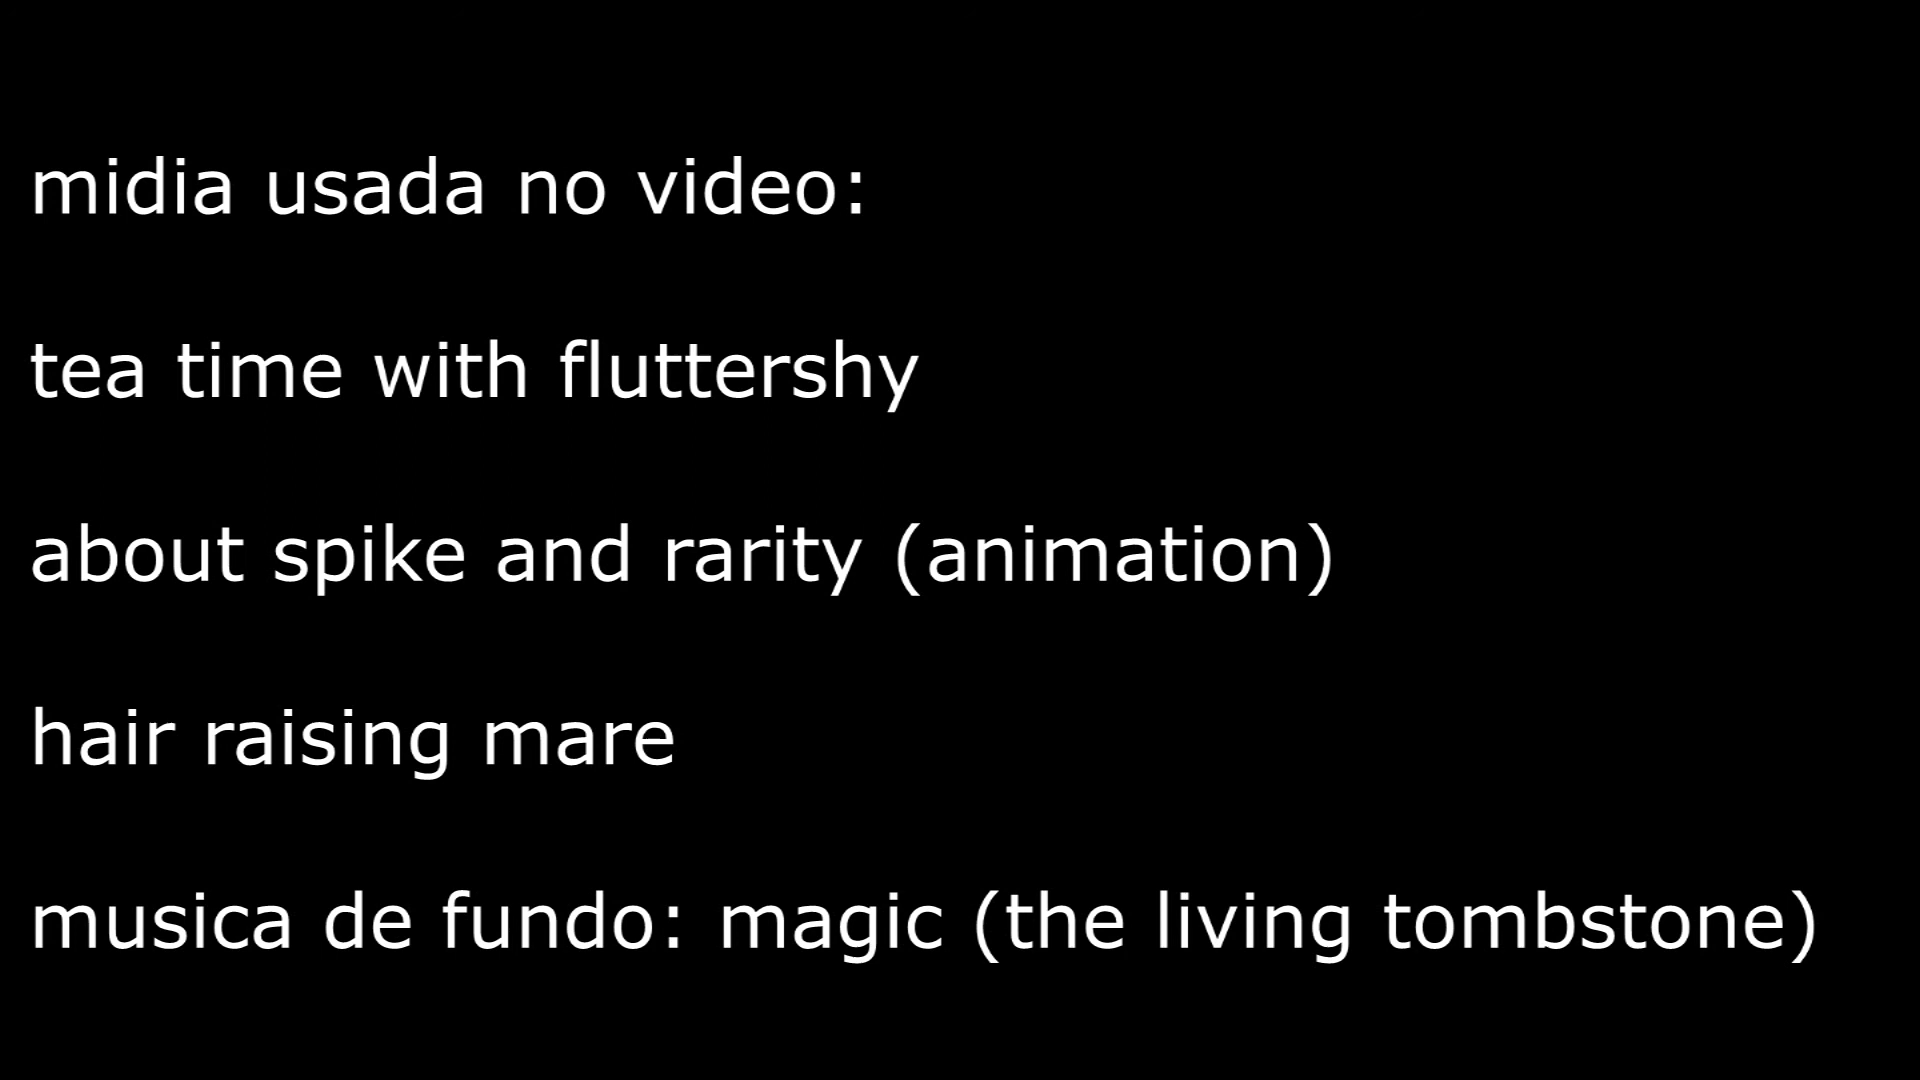 midia usada no video:
tea time with fluttershy
about spike and rarity (animation)
hair raising mare
musica de fundo: magic (the living tombstone)